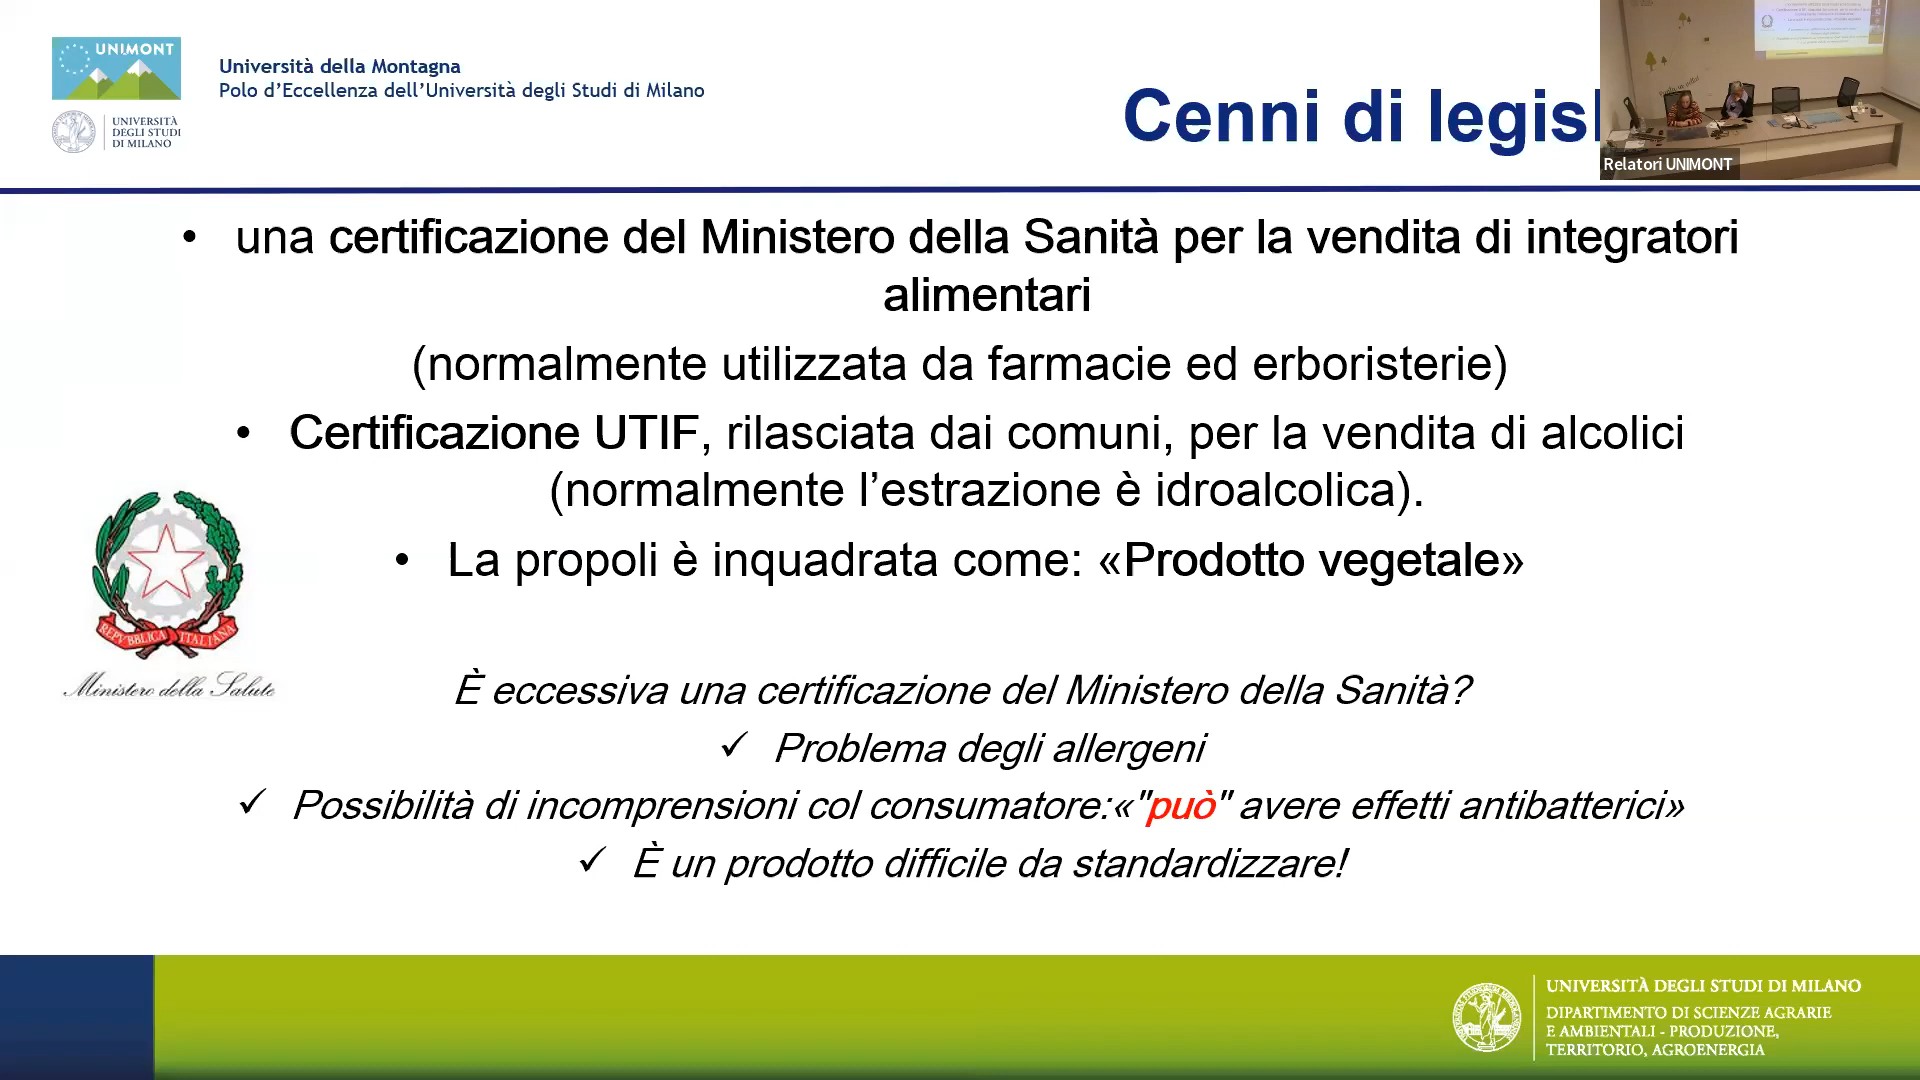 UNIMONT
UNIVERSITÀ
DEGLI STUDI
DI MILANO
Università della Montagna
Polo d'Eccellenza dell'Università degli Studi di Milano
Cenni di legisl
Relatori UNIMONT
• una certificazione del Ministero della Sanità per la vendita di integratori
alimentari
(normalmente utilizzata da farmacie ed erboristerie)
• Certificazione UTIF, rilasciata dai comuni, per la vendita di alcolici
(normalmente l’estrazione è idroalcolica).
• La propoli è inquadrata come: «Prodotto vegetale»
REPVBBLICA ITALIANA
Ministero della Salute
È eccessiva una certificazione del Ministero della Sanità?
✓ Problema degli allergeni
✓ Possibilità di incomprensioni col consumatore:«"può" avere effetti antibatterici»
✓ È un prodotto difficile da standardizzare!
UNIVERSITÀ DEGLI STUDI DI MILANO
DIPARTIMENTO DI SCIENZE AGRARIE
E AMBIENTALI - PRODUZIONE,
TERRITORIO, AGROENERGIA